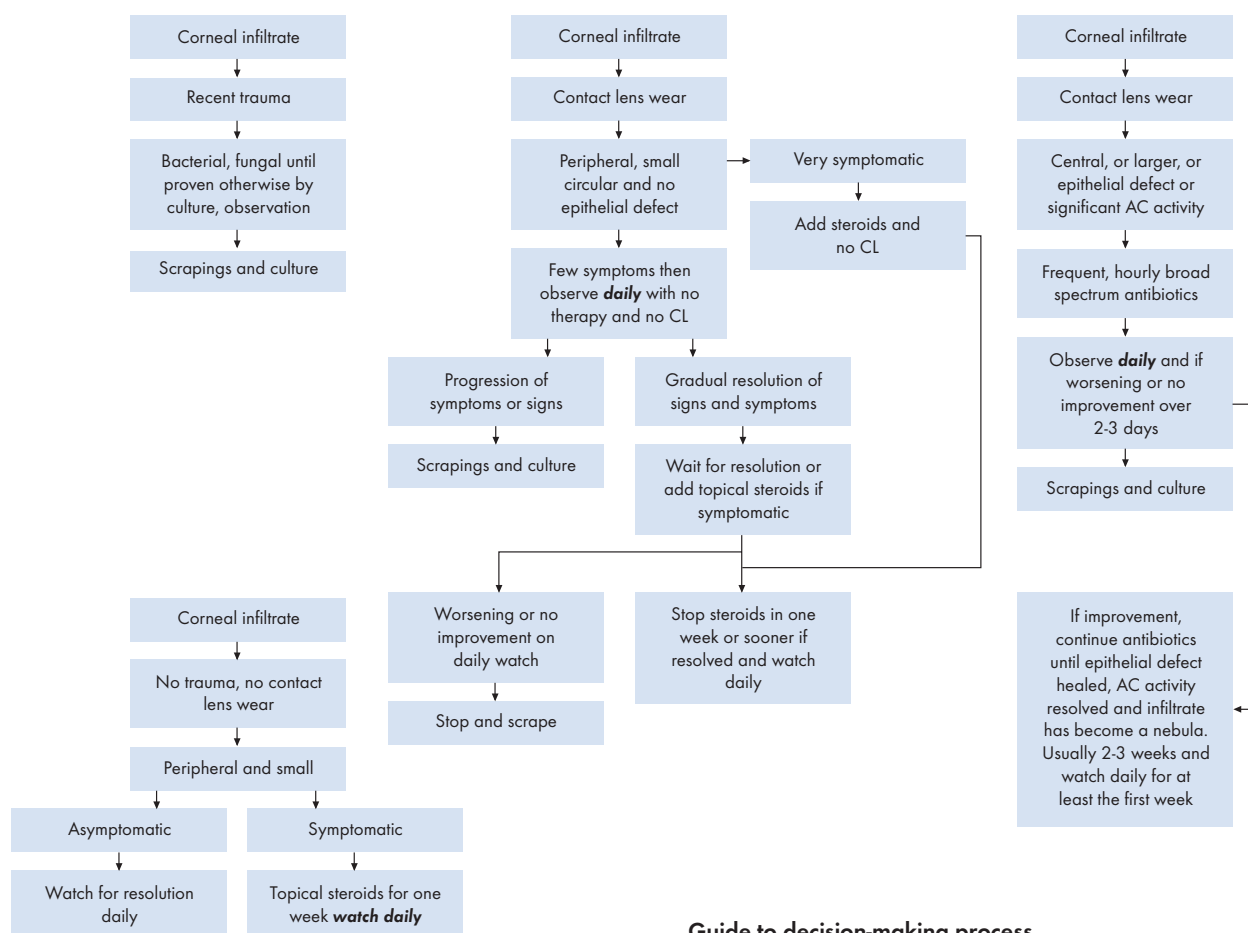 Corneal infiltrate
Recent trauma
Bacterial, fungal until
proven otherwise by
culture, observation
Scrapings and culture
Corneal infiltrate
Contact lens wear
Peripheral, small
circular and no
epithelial defect
Very symptomatic
Add steroids and
no CL
Few symptoms then
observe daily with no
therapy and no CL
Progression of
symptoms or signs
Scrapings and culture
Gradual resolution of
signs and symptoms
Wait for resolution or
add topical steroids if
symptomatic
Worsening or no
improvement on
daily watch
Stop and scrape
Stop steroids in one
week or sooner if
resolved and watch
daily
Corneal infiltrate
Contact lens wear
Central, or larger, or
epithelial defect or
significant AC activity
Frequent, hourly broad
spectrum antibiotics
Observe daily and if
worsening or no
improvement over
2-3 days
Scrapings and culture
If improvement,
continue antibiotics
until epithelial defect
healed, AC activity
resolved and infiltrate
has become a nebula.
Usually 2-3 weeks and
watch daily for at
least the first week
Corneal infiltrate
No trauma, no contact
lens wear
Peripheral and small
Asymptomatic
Watch for resolution
daily
Symptomatic
Topical steroids for one
week watch daily
Guide to decision-making process